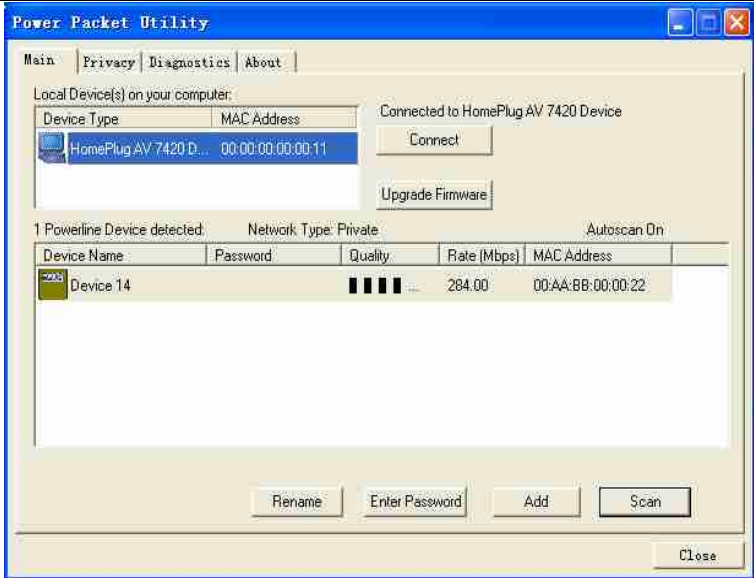 Power Packet Utility
Main Privacy Diagnostics About
Local Device(s) on your computer:
Device Type MAC Address
HomePlug AV 7420 D... 00:00:00:00:00:11
Connected to HomePlug AV 7420 Device
Connect
Upgrade Firmware
1 Powerline Device detected: Network Type: Private Autoscan On
Device Name Password Quality Rate (Mbps) MAC Address
Device 14 ... 284.00 00:AA:BB:00:00:22
Rename Enter Password Add Scan
Close